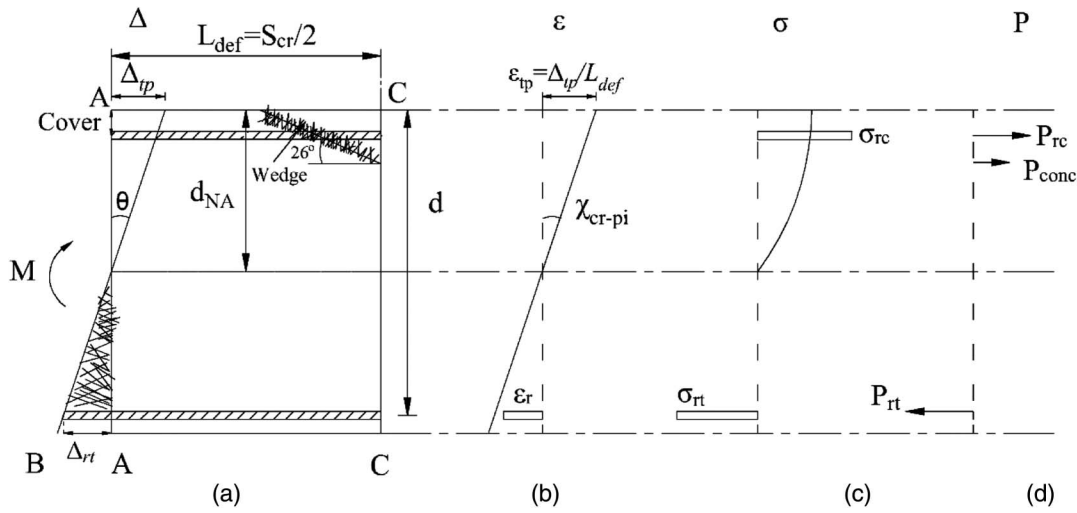 Δ ε σ P
L_def=S_cr/2
Δ_tp ε_tp=Δ_tp/L_def
A C
Cover σ_rc P_rc
26° Wedge P_conc
θ d_NA d χ_cr-pi
M
ε_r σ_rt P_rt
B Δ_rt A C
(a) (b) (c) (d)